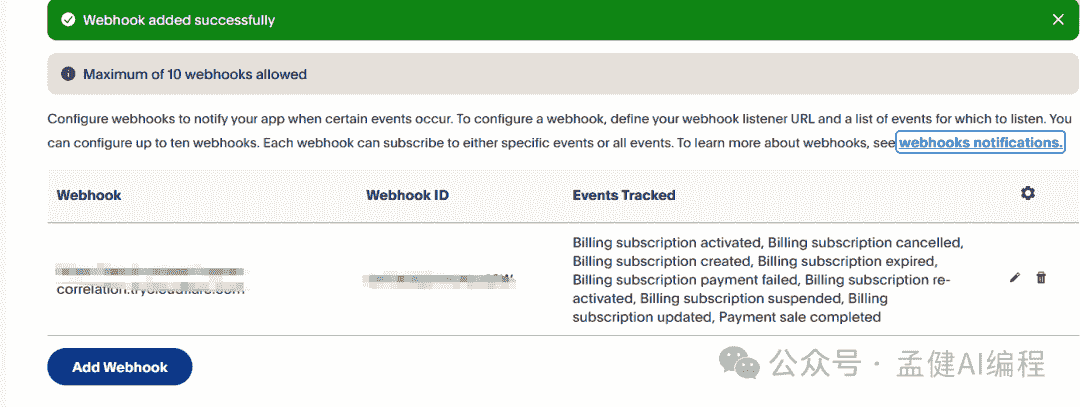 Webhook added successfully
Maximum of 10 webhooks allowed
Configure webhooks to notify your app when certain events occur. To configure a webhook, define your webhook listener URL and a list of events for which to listen. You
can configure up to ten webhooks. Each webhook can subscribe to either specific events or all events. To learn more about webhooks, see webhooks notifications.
Webhook Webhook ID Events Tracked
Billing subscription activated, Billing subscription cancelled,
Billing subscription created, Billing subscription expired,
Billing subscription payment failed, Billing subscription re-
activated, Billing subscription suspended, Billing
subscription updated, Payment sale completed
correlation.trycloudflare.com
Add Webhook
公众号 · 孟健AI编程